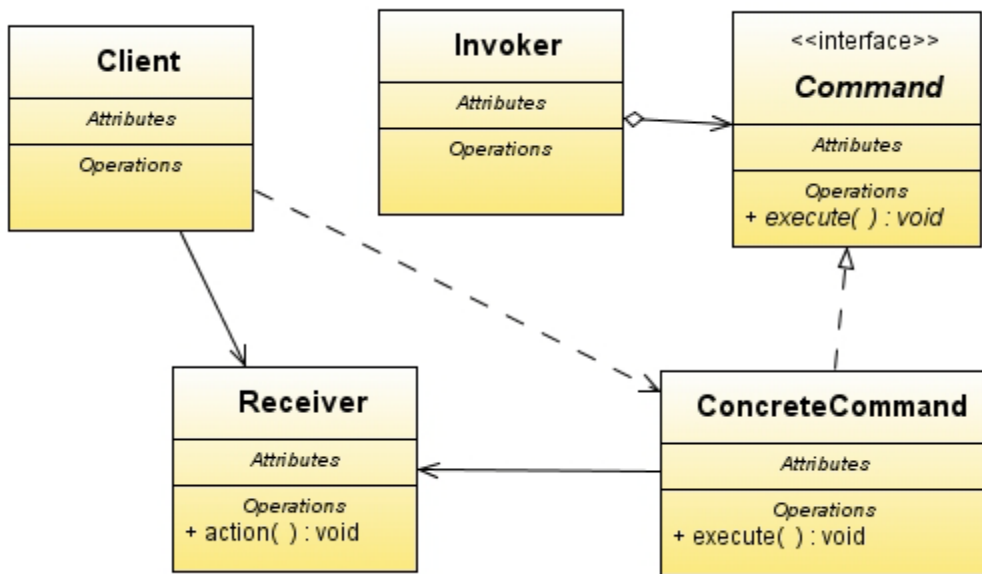 Client
Attributes
Operations
Invoker
Attributes
Operations
<<interface>>
Command
Attributes
Operations
+ execute( ) : void
Receiver
Attributes
Operations
+ action( ) : void
ConcreteCommand
Attributes
Operations
+ execute( ) : void